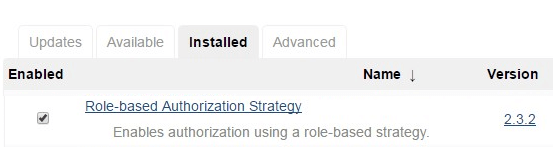 Updates Available Installed Advanced
Enabled Name ↓ Version
Role-based Authorization Strategy 2.3.2
Enables authorization using a role-based strategy.